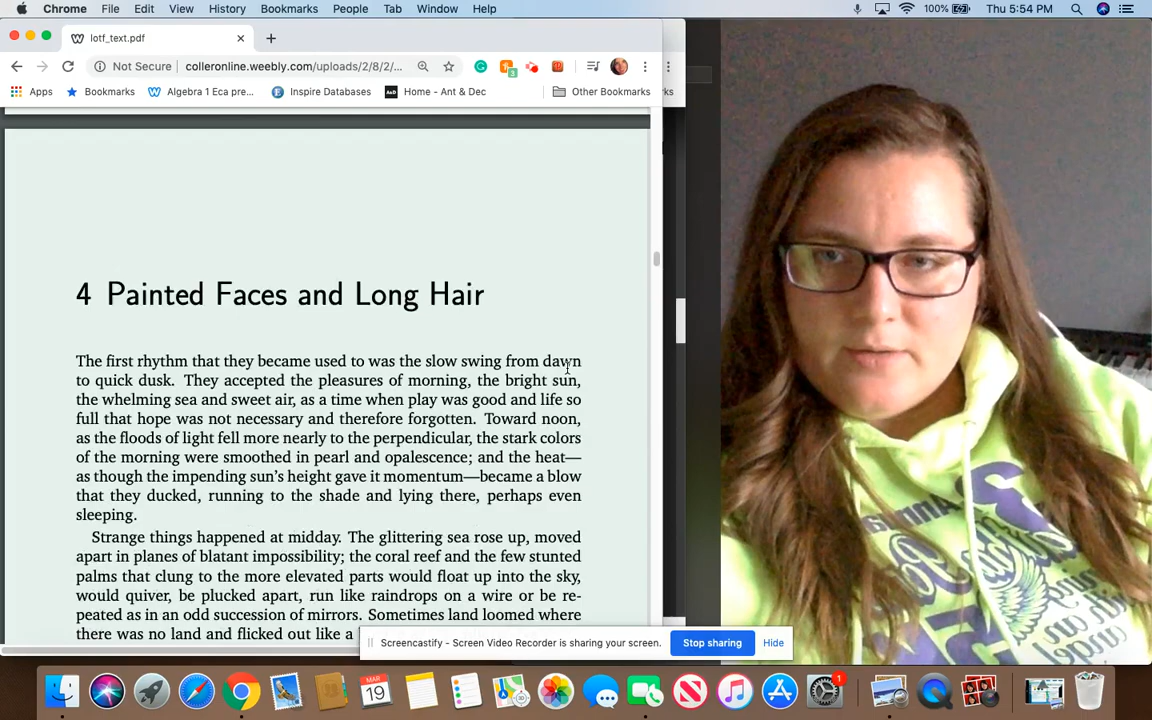 Chrome File Edit View History Bookmarks People Tab Window Help 100% Thu 5:54 PM
lotf_text.pdf
Not Secure colleronline.weebly.com/uploads/2/8/2/...
3
Apps Bookmarks Algebra 1 Eca pre... Inspire Databases A&D Home - Ant & Dec Other Bookmarks rks
4 Painted Faces and Long Hair
The first rhythm that they became used to was the slow swing from dawn
to quick dusk. They accepted the pleasures of morning, the bright sun,
the whelming sea and sweet air, as a time when play was good and life so
full that hope was not necessary and therefore forgotten. Toward noon,
as the floods of light fell more nearly to the perpendicular, the stark colors
of the morning were smoothed in pearl and opalescence; and the heat—
as though the impending sun's height gave it momentum—became a blow
that they ducked, running to the shade and lying there, perhaps even
sleeping.
Strange things happened at midday. The glittering sea rose up, moved
apart in planes of blatant impossibility; the coral reef and the few stunted
palms that clung to the more elevated parts would float up into the sky,
would quiver, be plucked apart, run like raindrops on a wire or be re-
peated as in an odd succession of mirrors. Sometimes land loomed where
there was no land and flicked out like a
Screencastify - Screen Video Recorder is sharing your screen. Stop sharing Hide
MAR
19
1